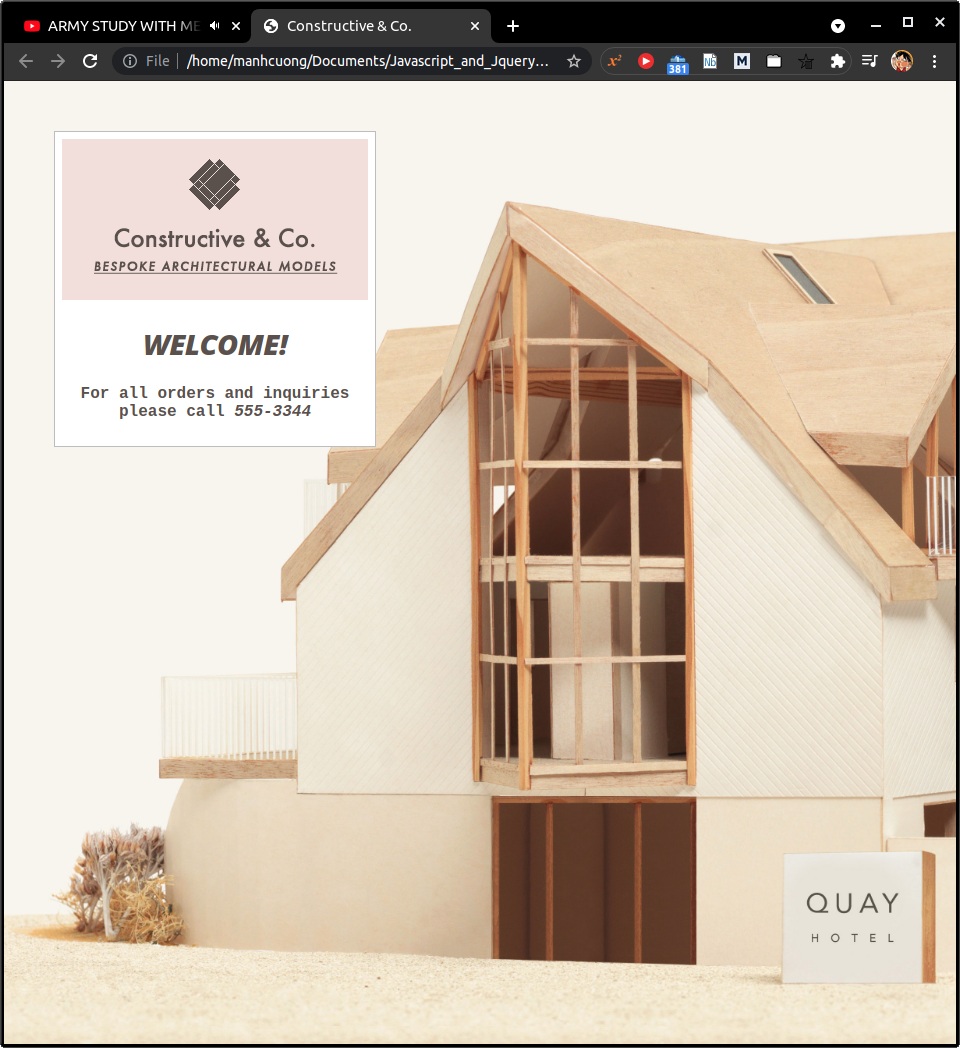 ARMY STUDY WITH ME
Constructive & Co.
File
/home/manhcuong/Documents/Javascript_and_Jquery...
x²
381
M
Constructive & Co.
BESPOKE ARCHITECTURAL MODELS
WELCOME!
For all orders and inquiries
please call 555-3344
QUAY
HOTEL